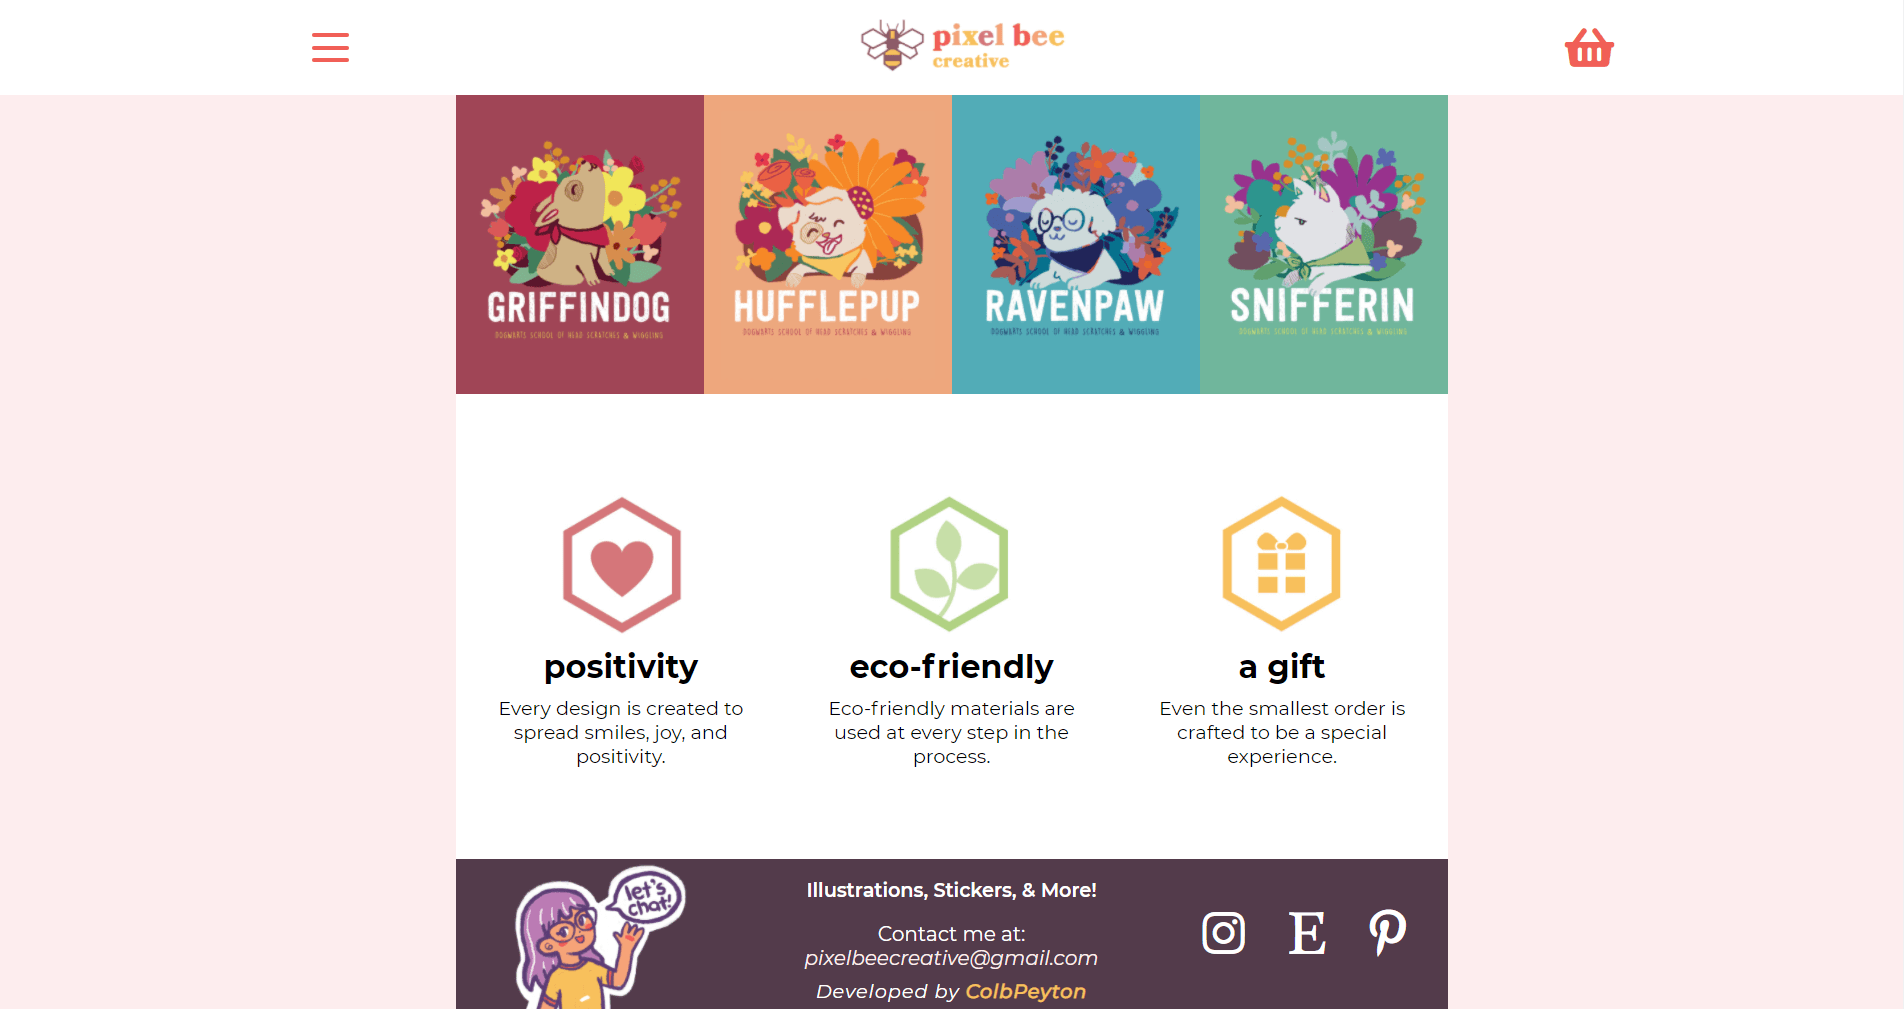 pixel bee
creative
GRIFFINDOG
DOGWARTS SCHOOL OF HEAD SCRATCHES & WIGGLING
HUFFLEPUP
DOGWARTS SCHOOL OF HEAD SCRATCHES & WIGGLING
RAVENPAW
DOGWARTS SCHOOL OF HEAD SCRATCHES & WIGGLING
SNIFFERIN
DOGWARTS SCHOOL OF HEAD SCRATCHES & WIGGLING
positivity
Every design is created to
spread smiles, joy, and
positivity.
eco-friendly
Eco-friendly materials are
used at every step in the
process.
a gift
Even the smallest order is
crafted to be a special
experience.
let's
chat!
Illustrations, Stickers, & More!
Contact me at:
pixelbeecreative@gmail.com
Developed by ColbPeyton